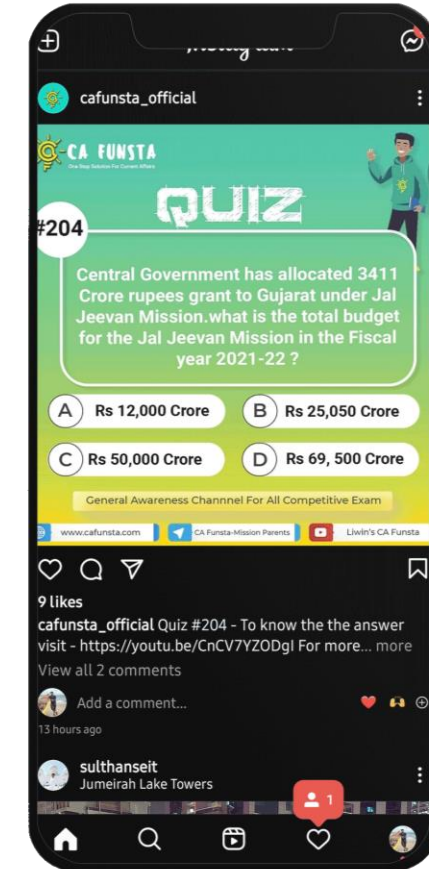 cafunsta_official
CA FUNSTA
One Stop Solution For Current Affairs
QUIZ
#204
Central Government has allocated 3411
Crore rupees grant to Gujarat under Jal
Jeevan Mission.what is the total budget
for the Jal Jeevan Mission in the Fiscal
year 2021-22 ?
A Rs 12,000 Crore
B Rs 25,050 Crore
C Rs 50,000 Crore
D Rs 69, 500 Crore
General Awareness Channnel For All Competitive Exam
www.cafunsta.com
CA Funsta-Mission Parents
Liwin's CA Funsta
9 likes
cafunsta_official Quiz #204 - To know the the answer
visit - https://youtu.be/CnCV7YZODgI For more... more
View all 2 comments
Add a comment...
13 hours ago
sulthanseit
Jumeirah Lake Towers
1